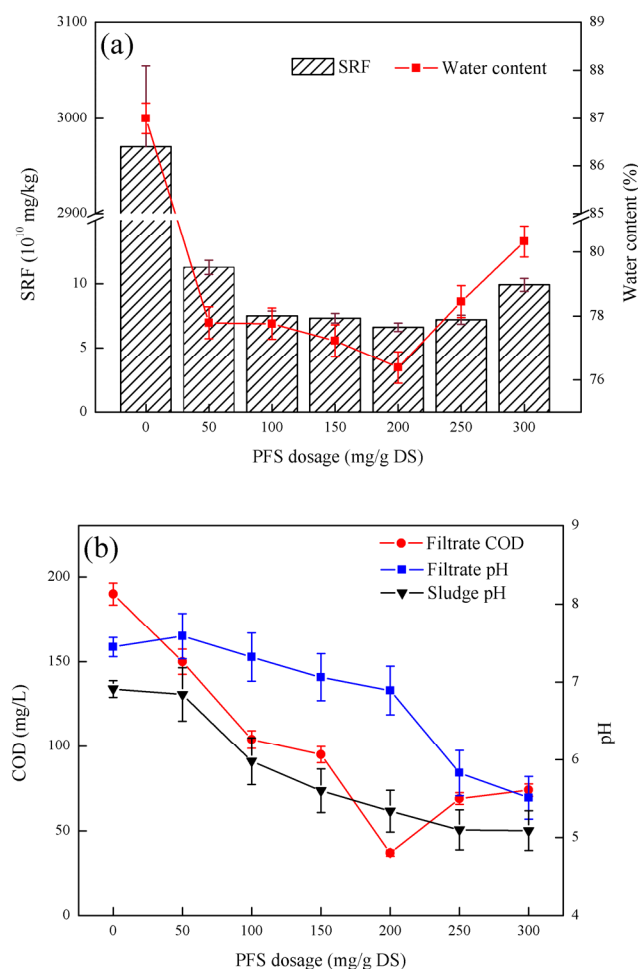 (a)
SRF
Water content
3100
3000
2900
10
5
0
SRF (10¹⁰ mg/kg)
89
88
87
86
85
80
78
76
Water content (%)
0 50 100 150 200 250 300
PFS dosage (mg/g DS)
(b)
Filtrate COD
Filtrate pH
Sludge pH
200
150
100
50
0
COD (mg/L)
9
8
7
6
5
4
pH
0 50 100 150 200 250 300
PFS dosage (mg/g DS)